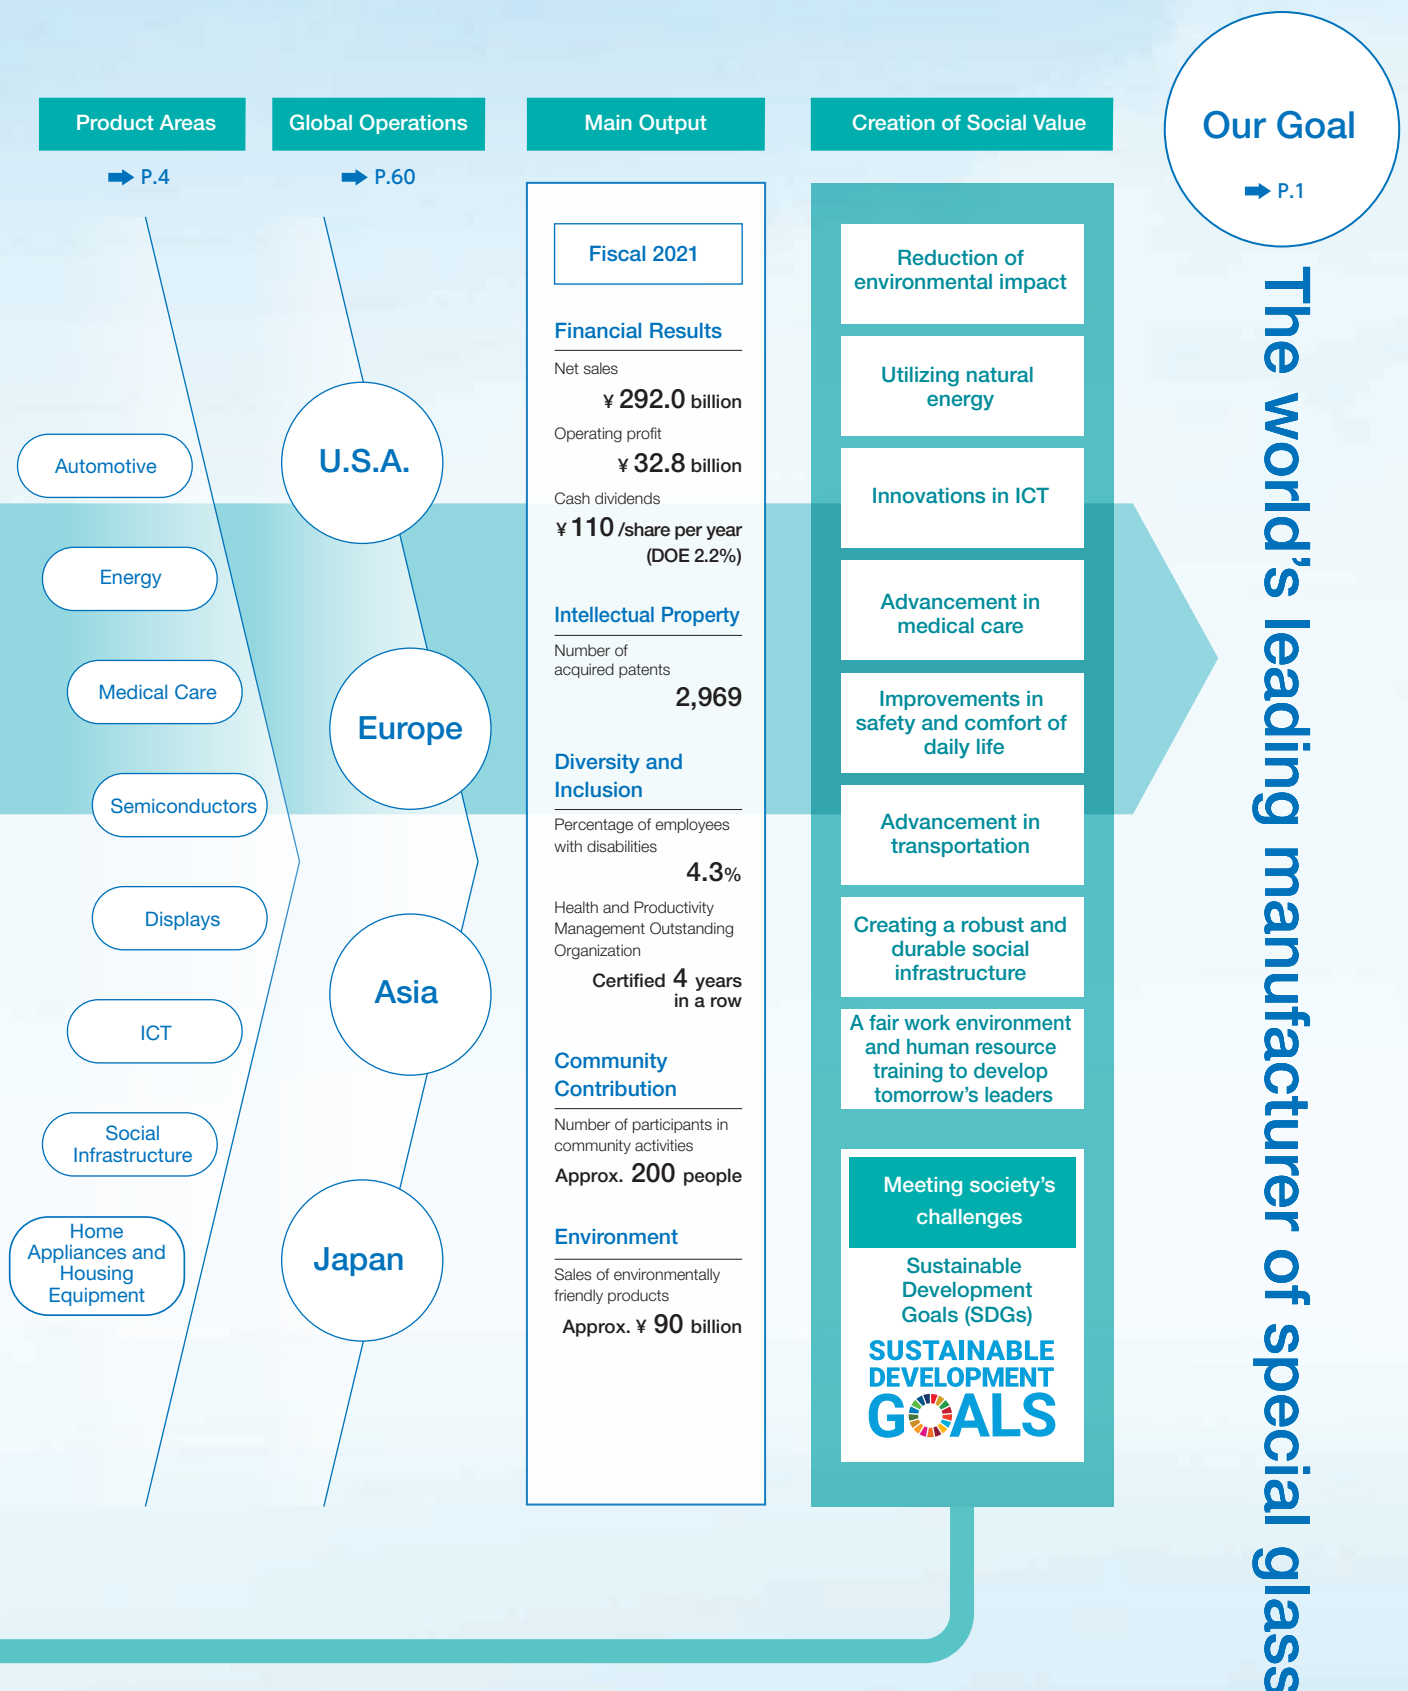 Product Areas
P.4
Automotive
Energy
Medical Care
Semiconductors
Displays
ICT
Social
Infrastructure
Home
Appliances and
Housing
Equipment
Global Operations
P.60
U.S.A.
Europe
Asia
Japan
Main Output
Fiscal 2021
Financial Results
Net sales
¥ 292.0 billion
Operating profit
¥ 32.8 billion
Cash dividends
¥ 110 /share per year
(DOE 2.2%)
Intellectual Property
Number of
acquired patents
2,969
Diversity and
Inclusion
Percentage of employees
with disabilities
4.3%
Health and Productivity
Management Outstanding
Organization
Certified 4 years
in a row
Community
Contribution
Number of participants in
community activities
Approx. 200 people
Environment
Sales of environmentally
friendly products
Approx. ¥ 90 billion
Creation of Social Value
Reduction of
environmental impact
Utilizing natural
energy
Innovations in ICT
Advancement in
medical care
Improvements in
safety and comfort of
daily life
Advancement in
transportation
Creating a robust and
durable social
infrastructure
A fair work environment
and human resource
training to develop
tomorrow's leaders
Meeting society's
challenges
Sustainable
Development
Goals (SDGs)
SUSTAINABLE
DEVELOPMENT
GOALS
Our Goal
P.1
The world's leading manufacturer of special glass